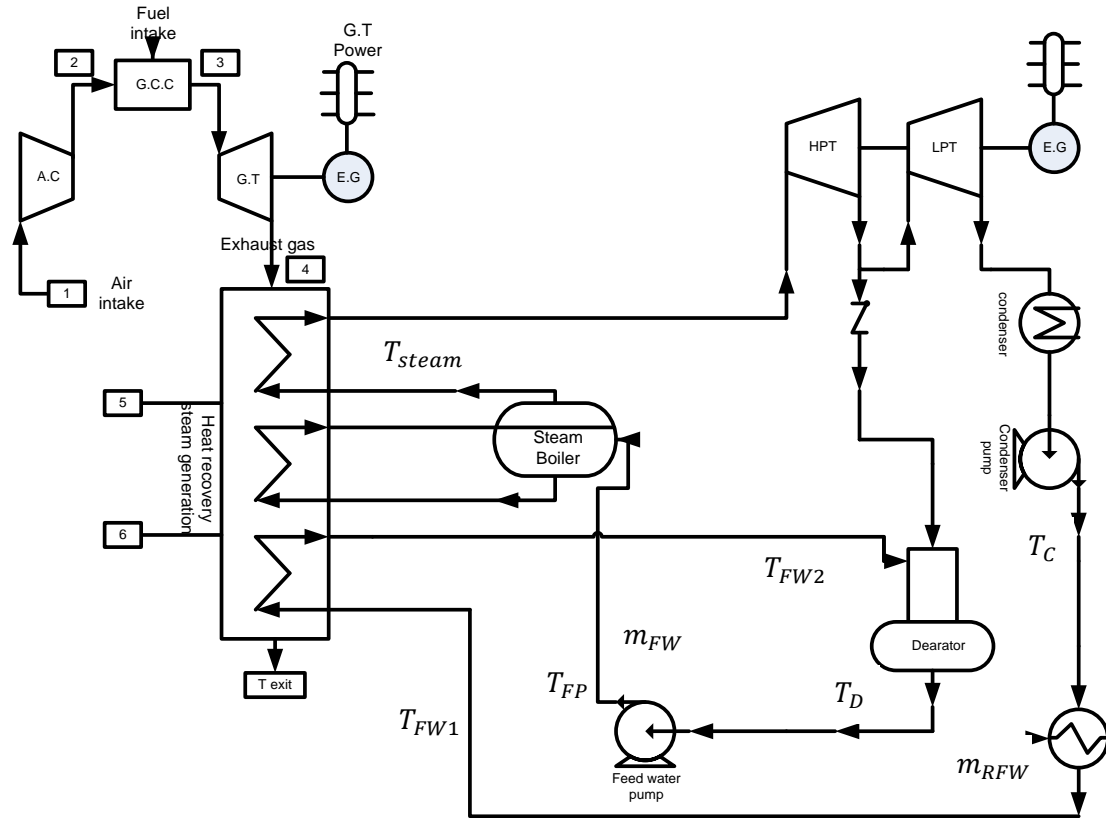 Fuel
intake
G.T
Power
2
G.C.C
3
A.C
G.T
E.G
HPT
LPT
E.G
Exhaust gas
4
1
Air
intake
condenser
T_steam
5
Heat recovery
steam generation
Steam
Boiler
Condenser
pump
6
T_C
T_FW2
m_FW
Dearator
T exit
T_FP
T_D
T_FW1
m_RFW
Feed water
pump